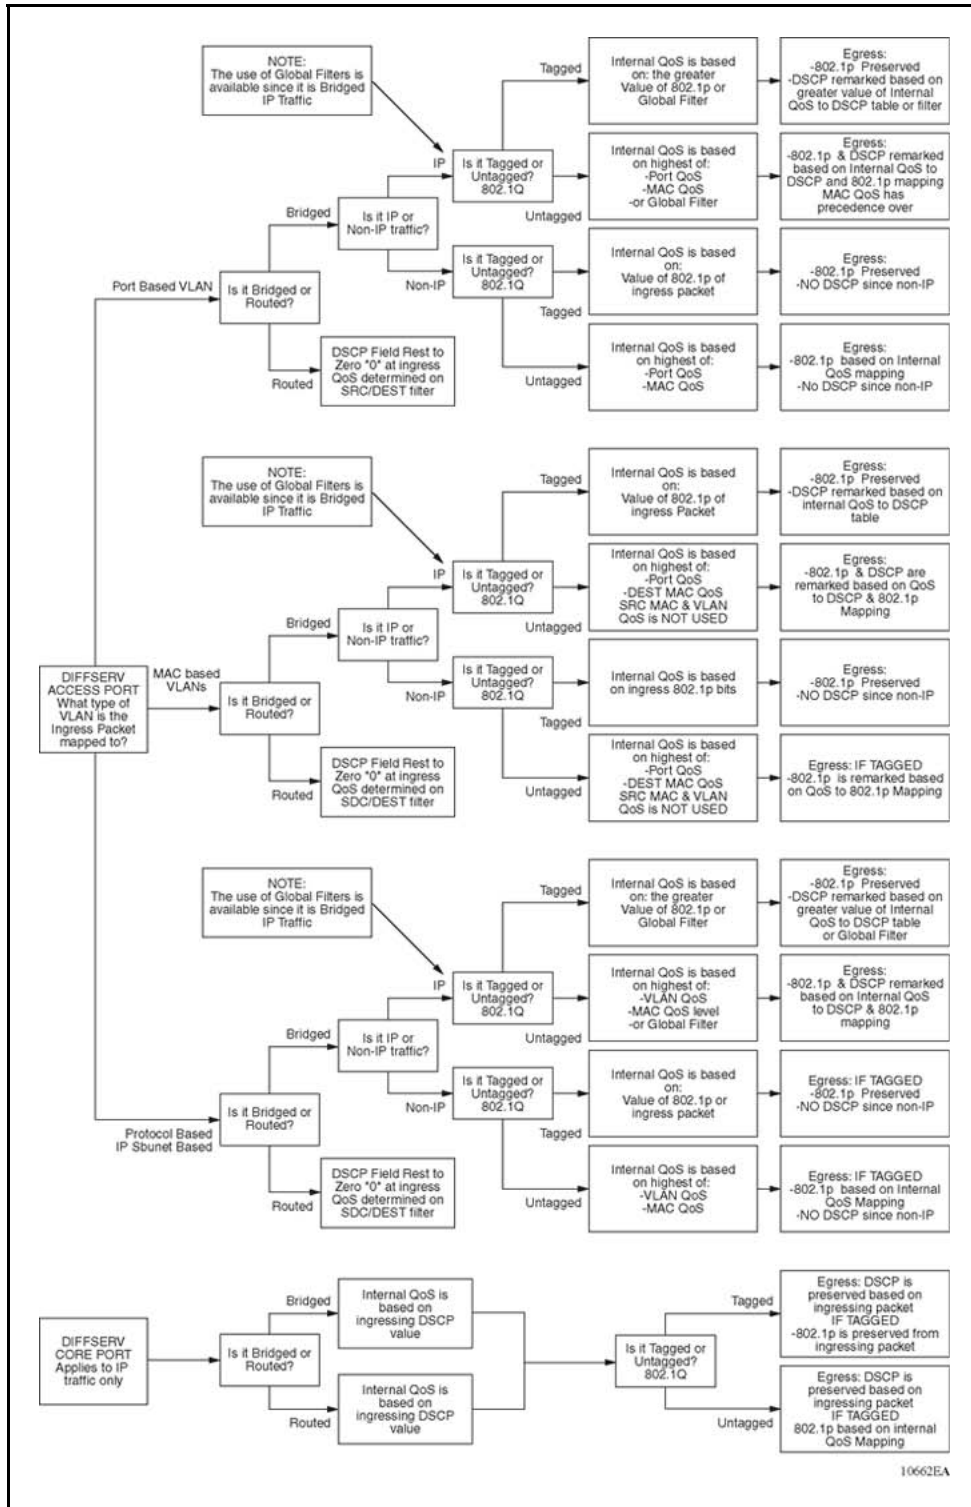 NOTE:
The use of Global Filters is
available since it is Bridged
IP Traffic
Tagged
Internal QoS is based
on: the greater
Value of 802.1p or
Global Filter
Egress:
-802.1p Preserved
-DSCP remarked based on
greater value of Internal
QoS to DSCP table or filter
IP
Is it Tagged or
Untagged?
802.1Q
Untagged
Internal QoS is based
on highest of:
-Port QoS
-MAC QoS
-or Global Filter
Egress:
-802.1p & DSCP remarked
based on Internal QoS to
DSCP and 802.1p mapping
MAC QoS has
precedence over
Bridged
Is it IP or
Non-IP traffic?
Non-IP
Is it Tagged or
Untagged?
802.1Q
Tagged
Internal QoS is based
on:
Value of 802.1p of
ingress packet
Egress:
-802.1p Preserved
-NO DSCP since non-IP
Port Based VLAN
Is it Bridged or
Routed?
Routed
DSCP Field Rest to
Zero "0" at ingress
QoS determined on
SRC/DEST filter
Untagged
Internal QoS is based
on highest of:
-Port QoS
-MAC QoS
Egress:
-802.1p based on Internal
QoS mapping
-No DSCP since non-IP
NOTE:
The use of Global Filters is
available since it is Bridged
IP Traffic
Tagged
Internal QoS is based
on:
Value of 802.1p of
ingress Packet
Egress:
-802.1p Preserved
-DSCP remarked based on
internal QoS to DSCP
table
IP
Is it Tagged or
Untagged?
802.1Q
Untagged
Internal QoS is based
on highest of:
-Port QoS
-DEST MAC QoS
SRC MAC & VLAN
QoS is NOT USED
Egress:
-802.1p & DSCP are
remarked based on QoS
to DSCP & 802.1p
Mapping
Bridged
Is it IP or
Non-IP traffic?
DIFFSERV
ACCESS PORT
What type of
VLAN is the
Ingress Packet
mapped to?
MAC based
VLANs
Is it Bridged or
Routed?
Non-IP
Is it Tagged or
Untagged?
802.1Q
Tagged
Internal QoS is based
on ingress 802.1p bits
Egress:
-802.1p Preserved
-NO DSCP since non-IP
Routed
DSCP Field Rest to
Zero "0" at ingress
QoS determined on
SDC/DEST filter
Untagged
Internal QoS is based
on highest of:
-Port QoS
-DEST MAC QoS
SRC MAC & VLAN
QoS is NOT USED
Egress: IF TAGGED
-802.1p is remarked based
on QoS to 802.1p Mapping
NOTE:
The use of Global Filters is
available since it is Bridged
IP Traffic
Tagged
Internal QoS is based
on: the greater
Value of 802.1p or
Global Filter
Egress:
-802.1p Preserved
-DSCP remarked based on
greater value of Internal
QoS to DSCP table
or Global Filter
IP
Is it Tagged or
Untagged?
802.1Q
Untagged
Internal QoS is based
on highest of:
-VLAN QoS
-MAC QoS level
-or Global Filter
Egress:
-802.1p & DSCP remarked
based on Internal QoS
to DSCP & 802.1p
mapping
Bridged
Is it IP or
Non-IP traffic?
Non-IP
Is it Tagged or
Untagged?
802.1Q
Tagged
Internal QoS is based
on:
Value of 802.1p or
ingress packet
Egress: IF TAGGED
-802.1p Preserved
-NO DSCP since non-IP
Is it Bridged or
Routed?
Protocol Based
IP Sbunet Based
Routed
DSCP Field Rest to
Zero "0" at ingress
QoS determined on
SDC/DEST filter
Untagged
Internal QoS is based
on highest of:
-VLAN QoS
-MAC QoS
Egress: IF TAGGED
-802.1p based on Internal
QoS Mapping
-NO DSCP since non-IP
DIFFSERV
CORE PORT
Applies to IP
traffic only
Is it Bridged or
Routed?
Bridged
Internal QoS is
based on
ingressing DSCP
value
Routed
Internal QoS is
based on
ingressing DSCP
value
Is it Tagged or
Untagged?
802.1Q
Tagged
Egress: DSCP is
preserved based on
ingressing packet
IF TAGGED
-802.1p is preserved from
ingressing packet
Untagged
Egress: DSCP is
preserved based on
ingressing packet
IF TAGGED
802.1p based on internal
QoS Mapping
10662EA